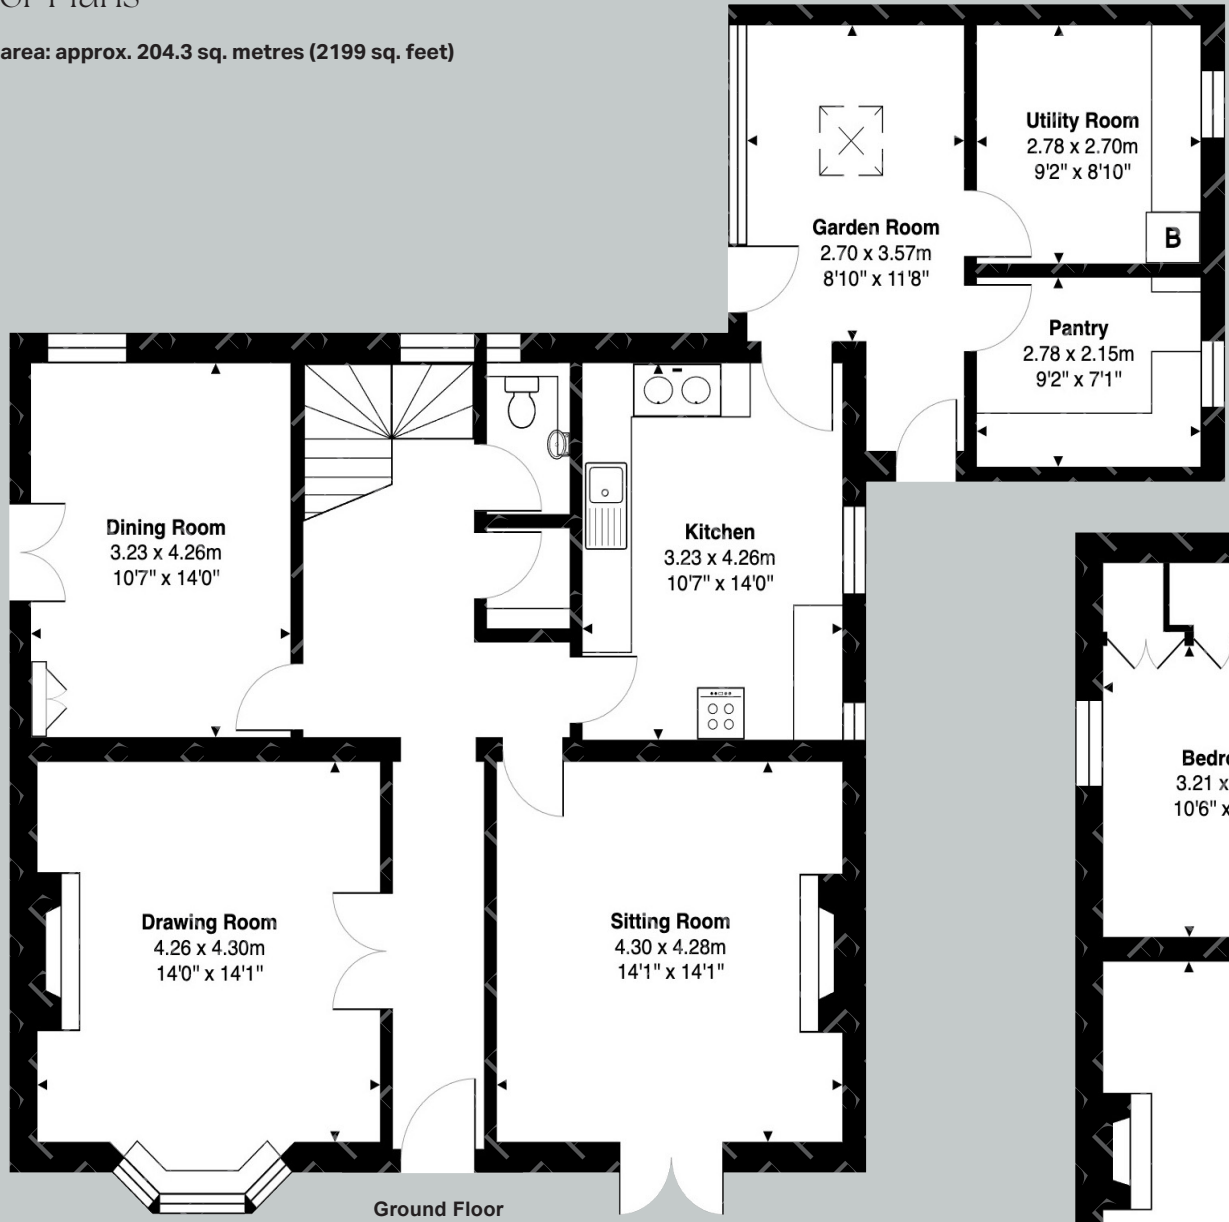 area: approx. 204.3 sq. metres (2199 sq. feet)
Utility Room
2.78 x 2.70m
9'2" x 8'10"
B
Garden Room
2.70 x 3.57m
8'10" x 11'8"
Pantry
2.78 x 2.15m
9'2" x 7'1"
Dining Room
3.23 x 4.26m
10'7" x 14'0"
Kitchen
3.23 x 4.26m
10'7" x 14'0"
Drawing Room
4.26 x 4.30m
14'0" x 14'1"
Sitting Room
4.30 x 4.28m
14'1" x 14'1"
3.21 x
10'6" x
Ground Floor